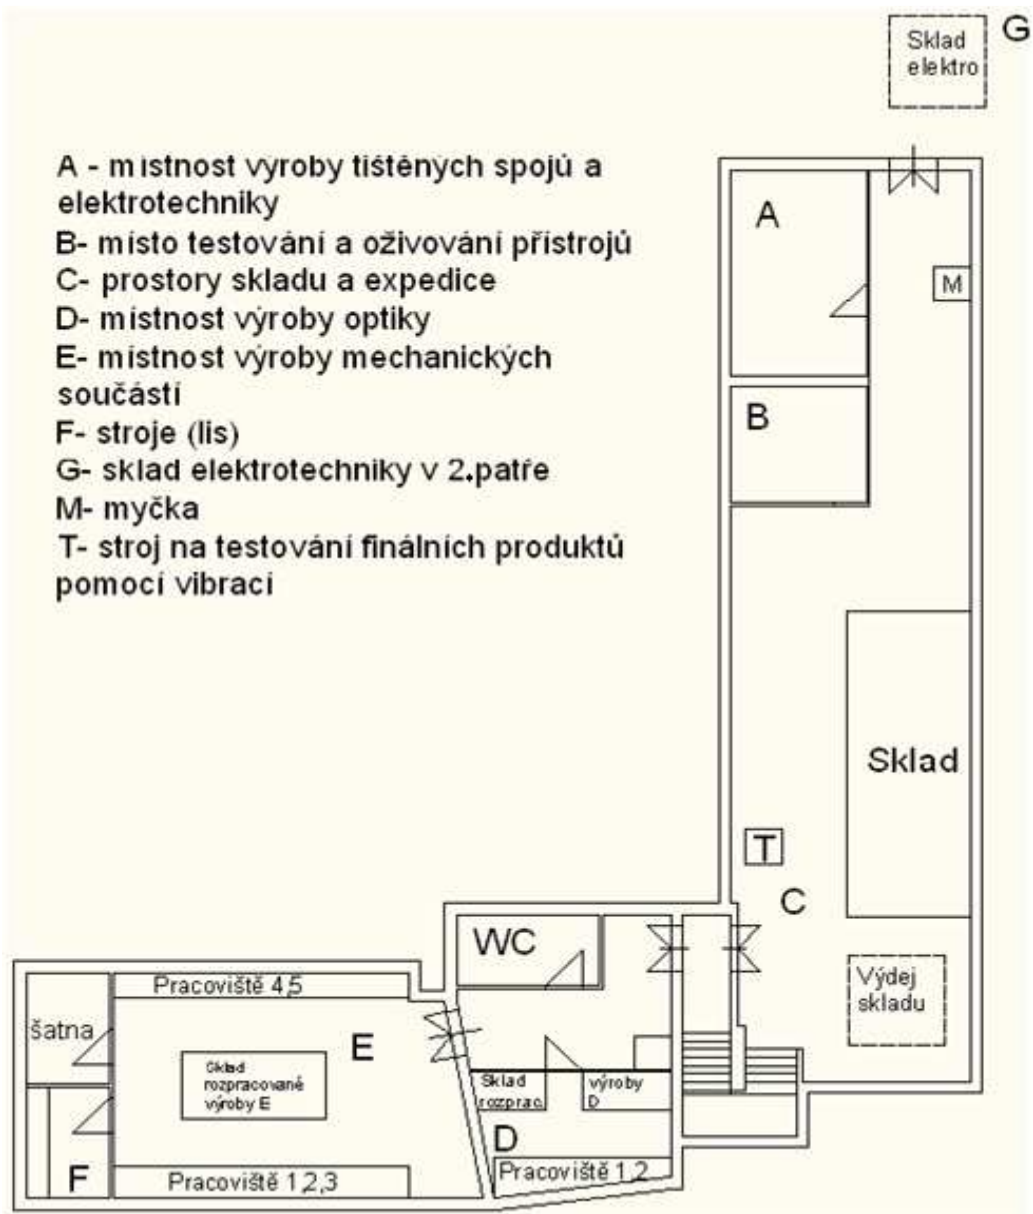 Sklad
elektro
G
A - místnost výroby tištěných spojů a
elektrotechniky
B- místo testování a oživování přístrojů
C- prostory skladu a expedice
D- místnost výroby optiky
E- místnost výroby mechanických
součástí
F- stroje (lis)
G- sklad elektrotechniky v 2.patře
M- myčka
T- stroj na testování finálních produktů
pomocí vibrací
A
M
B
Sklad
T
C
WC
Výdej
skladu
Pracoviště 4,5
šatna
E
Sklad
rozpracované
výroby E
Sklad
rozprac.
výroby
D
D
F
Pracoviště 1,2,3
Pracoviště 1,2